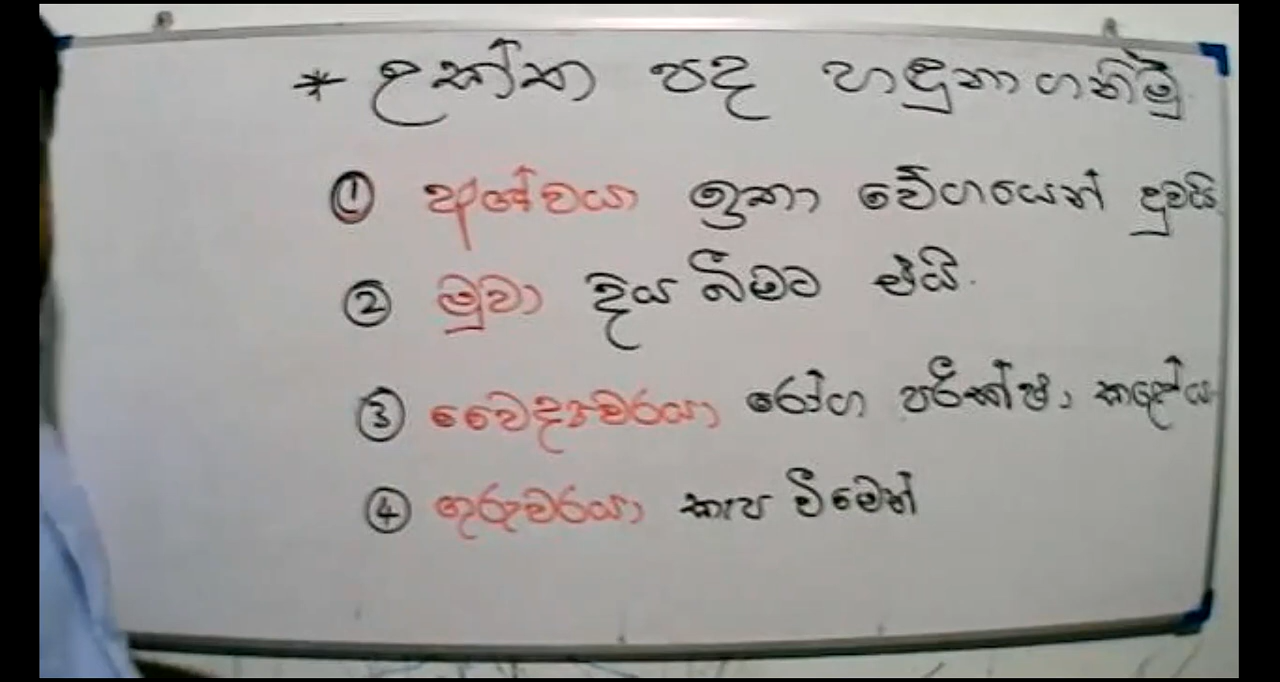 * උක්ත පද හඳුනා ගනිමු.
① අශ්වයා ඉතා වේගයෙන් දුවයි.
② මුවා දිය බීමට එයි.
③ වෛද්‍යවරයා රෝග පරීක්ෂා කළේය
④ ගුරුවරයා කැප වීමෙන්